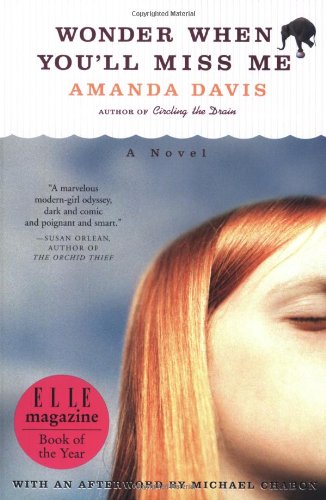 WONDER WHEN
YOU'LL MISS ME
AMANDA DAVIS
AUTHOR OF Circling the Drain
A Novel
"A marvelous
modern-girl odyssey,
dark and comic
and poignant and smart."
—SUSAN ORLEAN,
AUTHOR OF
THE ORCHID THIEF
ELLE
magazine
Book of
the Year
WITH AN AFTERWORD BY MICHAEL CHABON